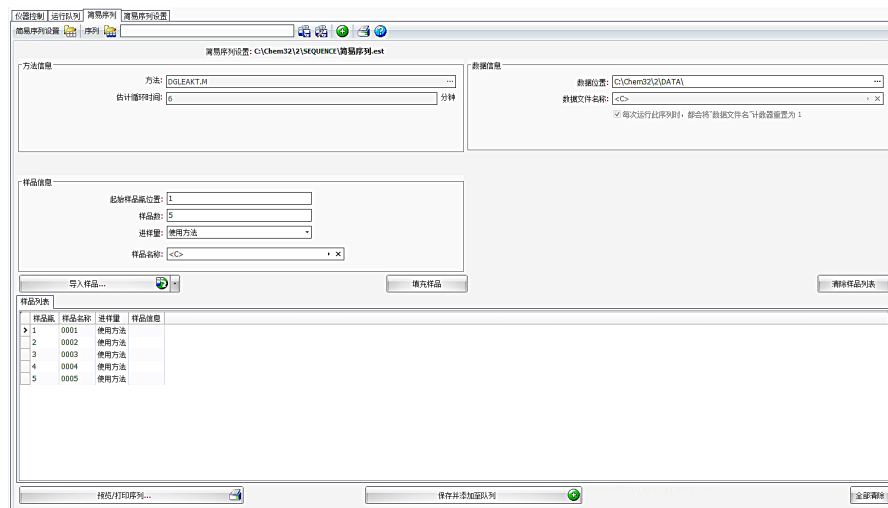 仪器控制 运行队列 简易序列 简易序列设置
简易序列设置 序列
简易序列设置: C:\Chem32\2\SEQUENCE\简易序列.est
方法信息
方法: DGLEAKT.M ...
估计循环时间: 6 分钟
数据信息
数据位置: C:\Chem32\2\DATA\ ...
数据文件名称: <C>
每次运行此序列时，都会将"数据文件名"计数器重置为 1
样品信息
起始样品瓶位置: 1
样品数: 5
进样量: 使用方法
样品名称: <C>
导入样品... 填充样品 清除样品列表
样品列表
样品瓶 样品名称 进样量 样品信息
1 0001 使用方法
2 0002 使用方法
3 0003 使用方法
4 0004 使用方法
5 0005 使用方法
预览/打印序列... 保存并添加至队列 全部清除